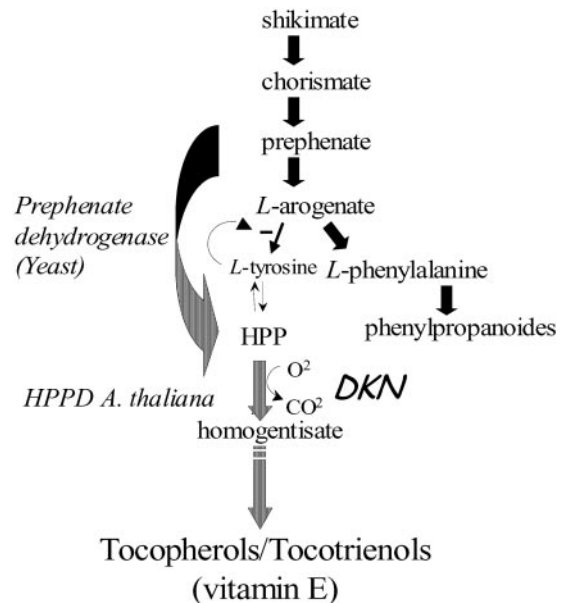 shikimate
chorismate
prephenate
L-arogenate
Prephenate
dehydrogenase
(Yeast)
–
L-tyrosine
L-phenylalanine
phenylpropanoides
HPP
O²
DKN
CO²
HPPD A. thaliana
homogentisate
Tocopherols/Tocotrienols
(vitamin E)